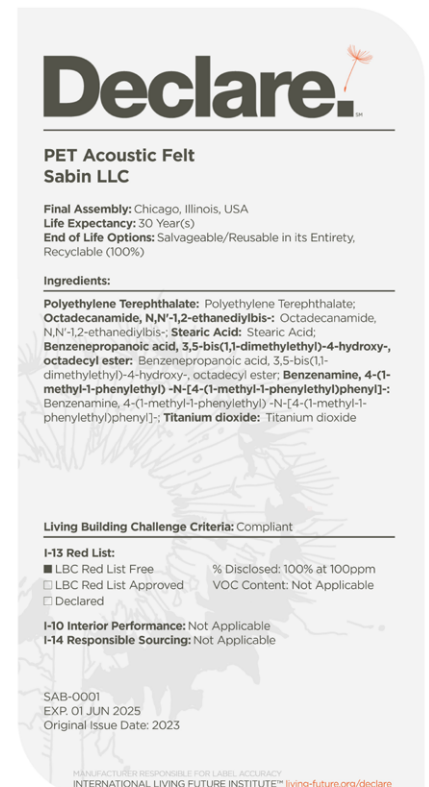 Declare.
SM
PET Acoustic Felt
Sabin LLC
Final Assembly: Chicago, Illinois, USA
Life Expectancy: 30 Year(s)
End of Life Options: Salvageable/Reusable in its Entirety,
Recyclable (100%)
Ingredients:
Polyethylene Terephthalate: Polyethylene Terephthalate;
Octadecanamide, N,N'-1,2-ethanediylbis-: Octadecanamide,
N,N'-1,2-ethanediylbis-; Stearic Acid: Stearic Acid;
Benzenepropanoic acid, 3,5-bis(1,1-dimethylethyl)-4-hydroxy-,
octadecyl ester: Benzenepropanoic acid, 3,5-bis(1,1-
dimethylethyl)-4-hydroxy-, octadecyl ester; Benzenamine, 4-(1-
methyl-1-phenylethyl) -N-[4-(1-methyl-1-phenylethyl)phenyl]-:
Benzenamine, 4-(1-methyl-1-phenylethyl) -N-[4-(1-methyl-1-
phenylethyl)phenyl]-; Titanium dioxide: Titanium dioxide
Living Building Challenge Criteria: Compliant
I-13 Red List:
LBC Red List Free % Disclosed: 100% at 100ppm
LBC Red List Approved VOC Content: Not Applicable
Declared
I-10 Interior Performance: Not Applicable
I-14 Responsible Sourcing: Not Applicable
SAB-0001
EXP. 01 JUN 2025
Original Issue Date: 2023
MANUFACTURER RESPONSIBLE FOR LABEL ACCURACY
INTERNATIONAL LIVING FUTURE INSTITUTE™ living-future.org/declare